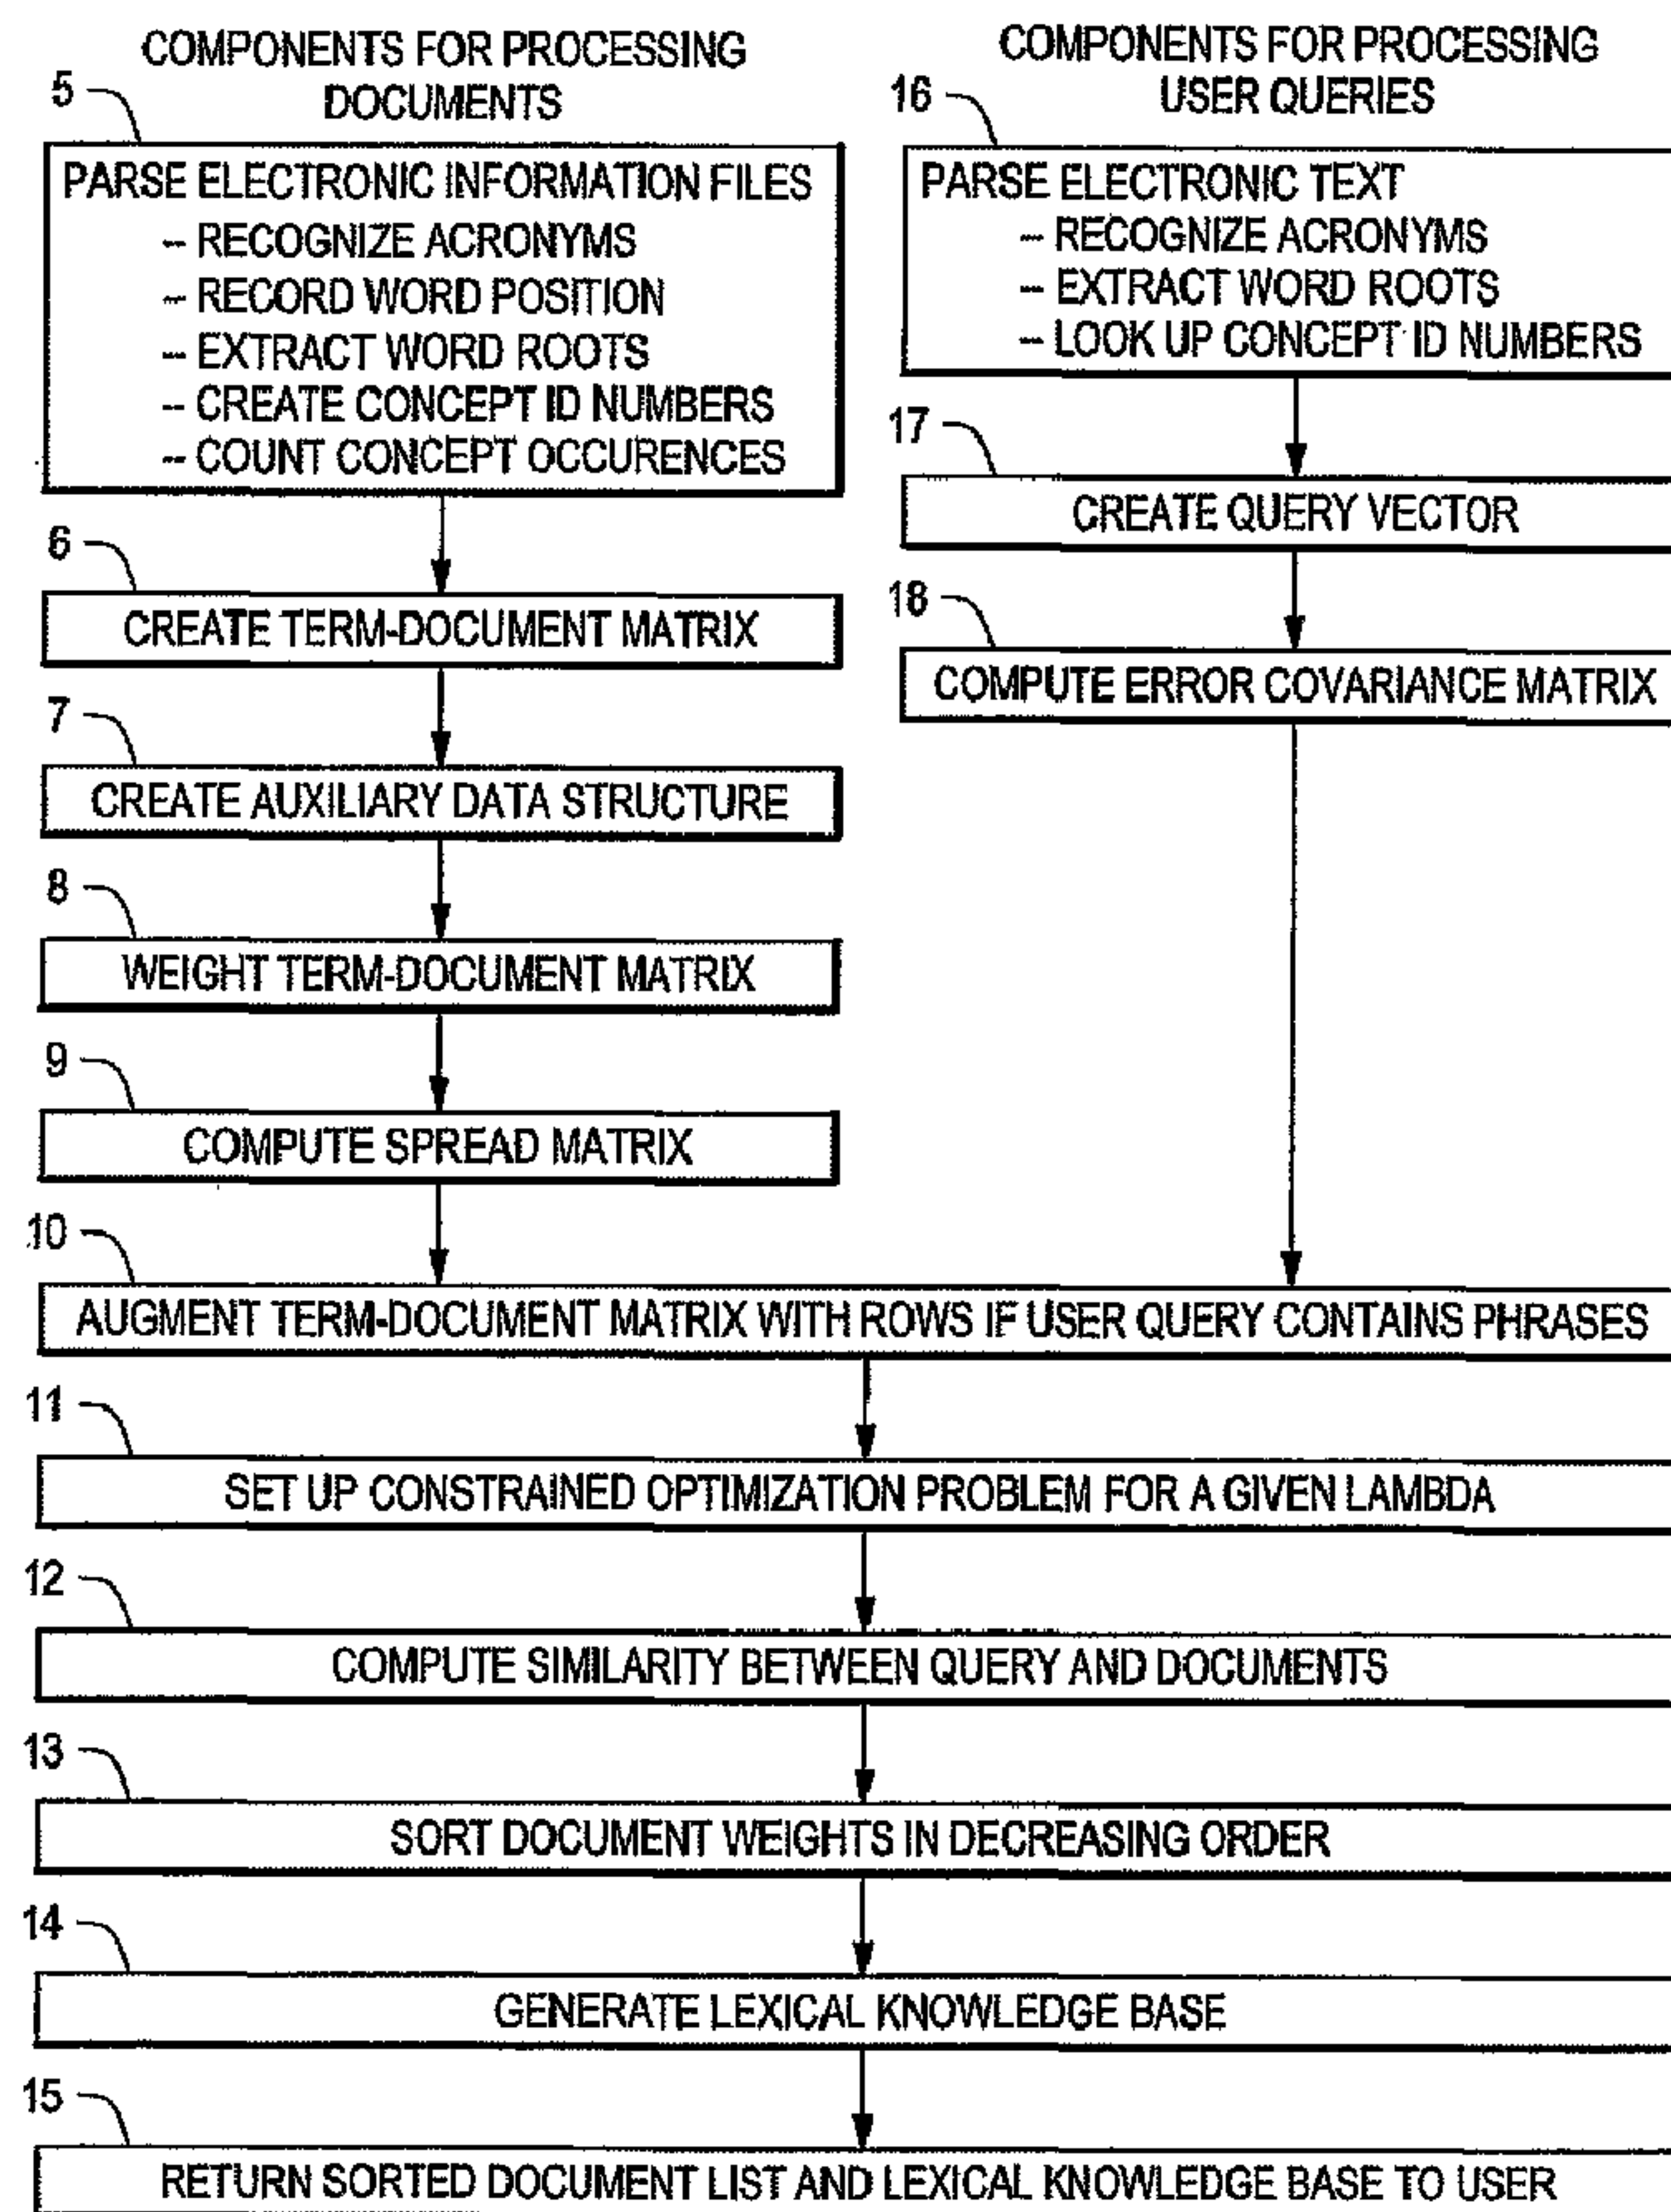 COMPONENTS FOR PROCESSING
DOCUMENTS
5
PARSE ELECTRONIC INFORMATION FILES
-- RECOGNIZE ACRONYMS
-- RECORD WORD POSITION
-- EXTRACT WORD ROOTS
-- CREATE CONCEPT ID NUMBERS
-- COUNT CONCEPT OCCURENCES
6
CREATE TERM-DOCUMENT MATRIX
7
CREATE AUXILIARY DATA STRUCTURE
8
WEIGHT TERM-DOCUMENT MATRIX
9
COMPUTE SPREAD MATRIX
COMPONENTS FOR PROCESSING
USER QUERIES
16
PARSE ELECTRONIC TEXT
-- RECOGNIZE ACRONYMS
-- EXTRACT WORD ROOTS
-- LOOK UP CONCEPT ID NUMBERS
17
CREATE QUERY VECTOR
18
COMPUTE ERROR COVARIANCE MATRIX
10
AUGMENT TERM-DOCUMENT MATRIX WITH ROWS IF USER QUERY CONTAINS PHRASES
11
SET UP CONSTRAINED OPTIMIZATION PROBLEM FOR A GIVEN LAMBDA
12
COMPUTE SIMILARITY BETWEEN QUERY AND DOCUMENTS
13
SORT DOCUMENT WEIGHTS IN DECREASING ORDER
14
GENERATE LEXICAL KNOWLEDGE BASE
15
RETURN SORTED DOCUMENT LIST AND LEXICAL KNOWLEDGE BASE TO USER